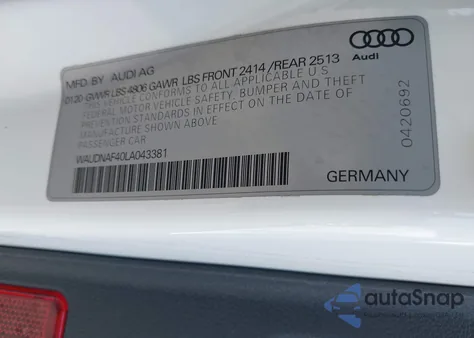 MFD BY AUDI AG
01/20 GVWR LBS 4806 GAWR LBS FRONT 2414/REAR 2513
THIS VEHICLE CONFORMS TO ALL APPLICABLE U S
FEDERAL MOTOR VEHICLE SAFETY, BUMPER AND THEFT
PREVENTION STANDARDS IN EFFECT ON THE DATE OF
MANUFACTURE SHOWN ABOVE
PASSENGER CAR
WAUDNAF40LA043381
Audi
0420692
GERMANY
autoSnap